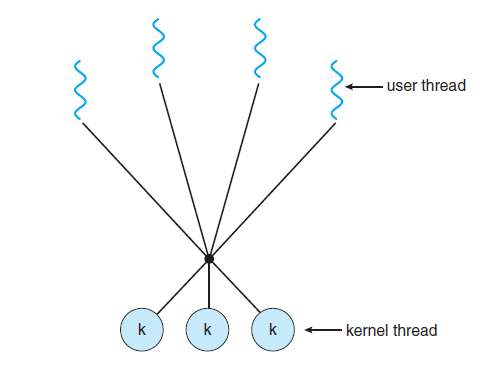 user thread
k k k
kernel thread